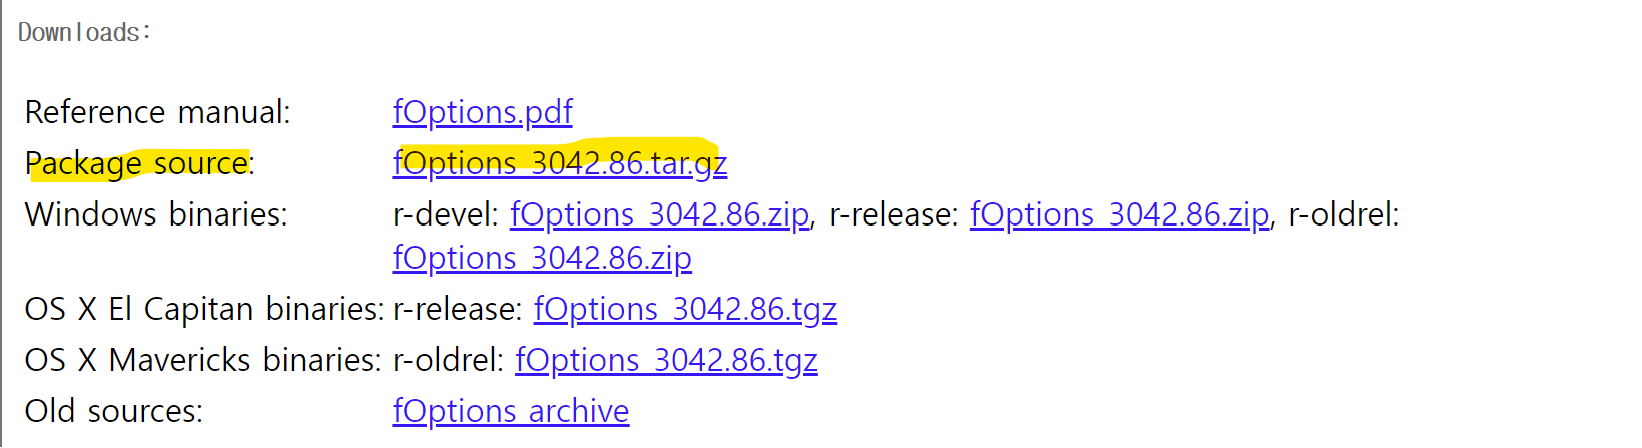 Downloads:
Reference manual: fOptions.pdf
Package source: fOptions_3042.86.tar.gz
Windows binaries: r-devel: fOptions_3042.86.zip, r-release: fOptions_3042.86.zip, r-oldrel:
fOptions_3042.86.zip
OS X El Capitan binaries: r-release: fOptions_3042.86.tgz
OS X Mavericks binaries: r-oldrel: fOptions_3042.86.tgz
Old sources: fOptions archive